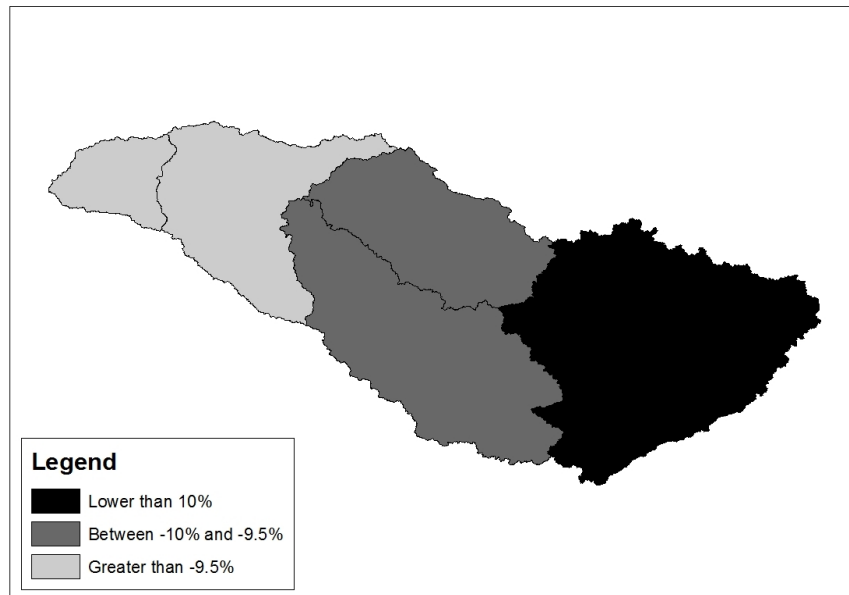 Legend
Lower than 10%
Between -10% and -9.5%
Greater than -9.5%